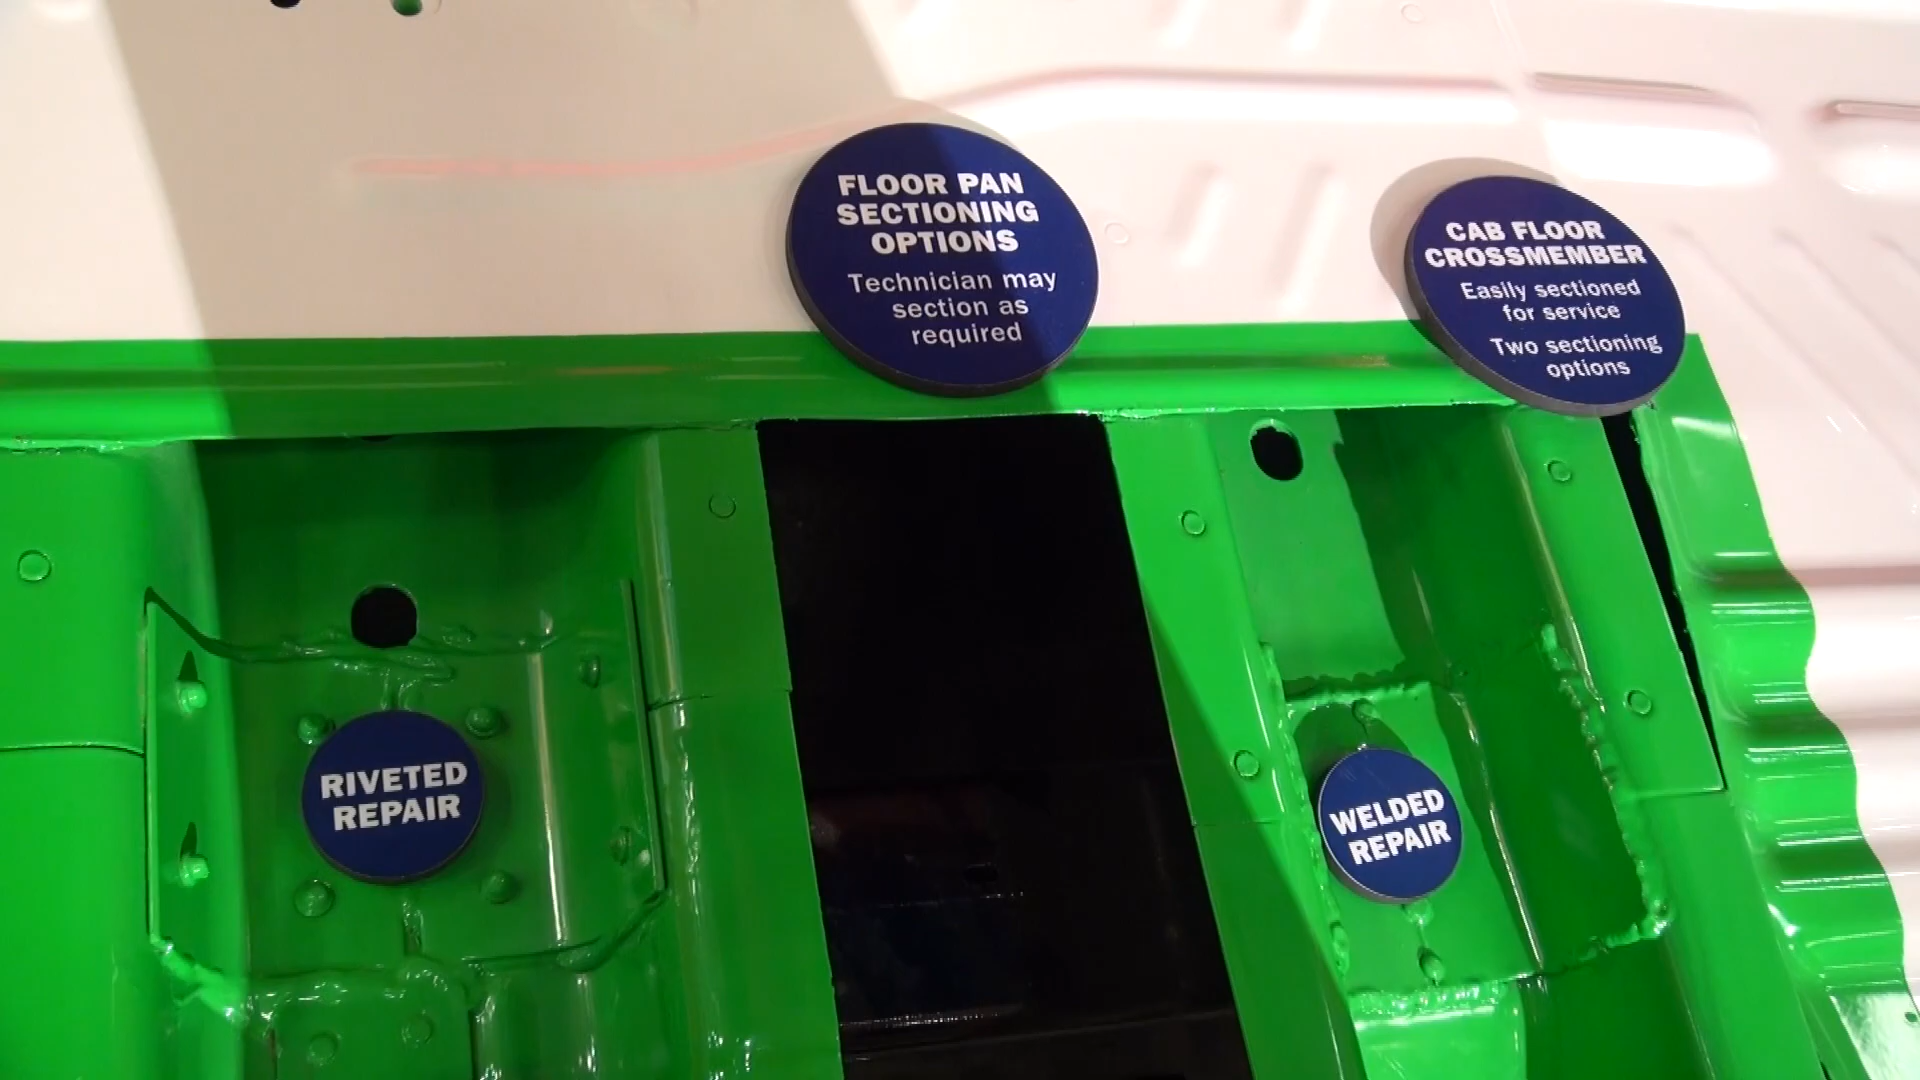 FLOOR PAN
SECTIONING
OPTIONS
Technician may
section as
required
CAB FLOOR
CROSSMEMBER
Easily sectioned
for service
Two sectioning
options
RIVETED
REPAIR
WELDED
REPAIR